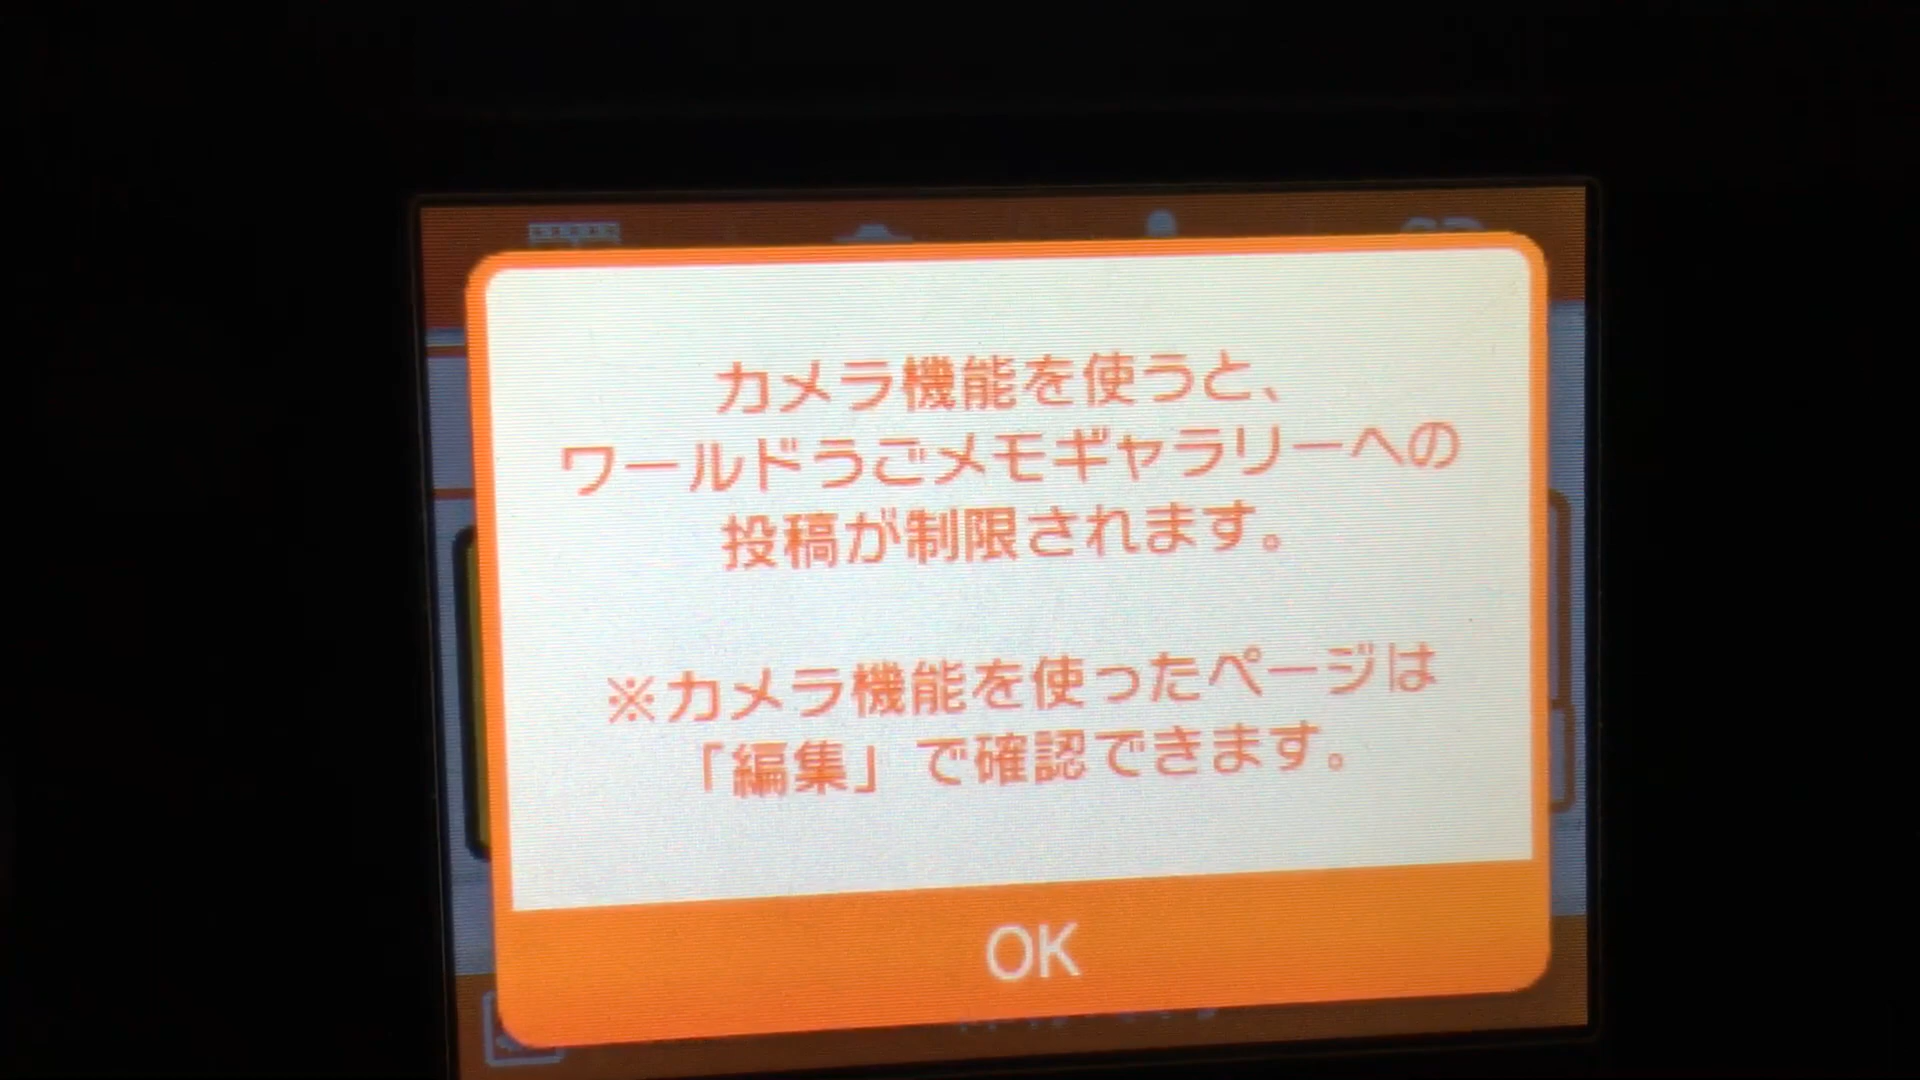 カメラ機能を使うと、
ワールドうごメモギャラリーへの
投稿が制限されます。
※カメラ機能を使ったページは
「編集」で確認できます。
OK